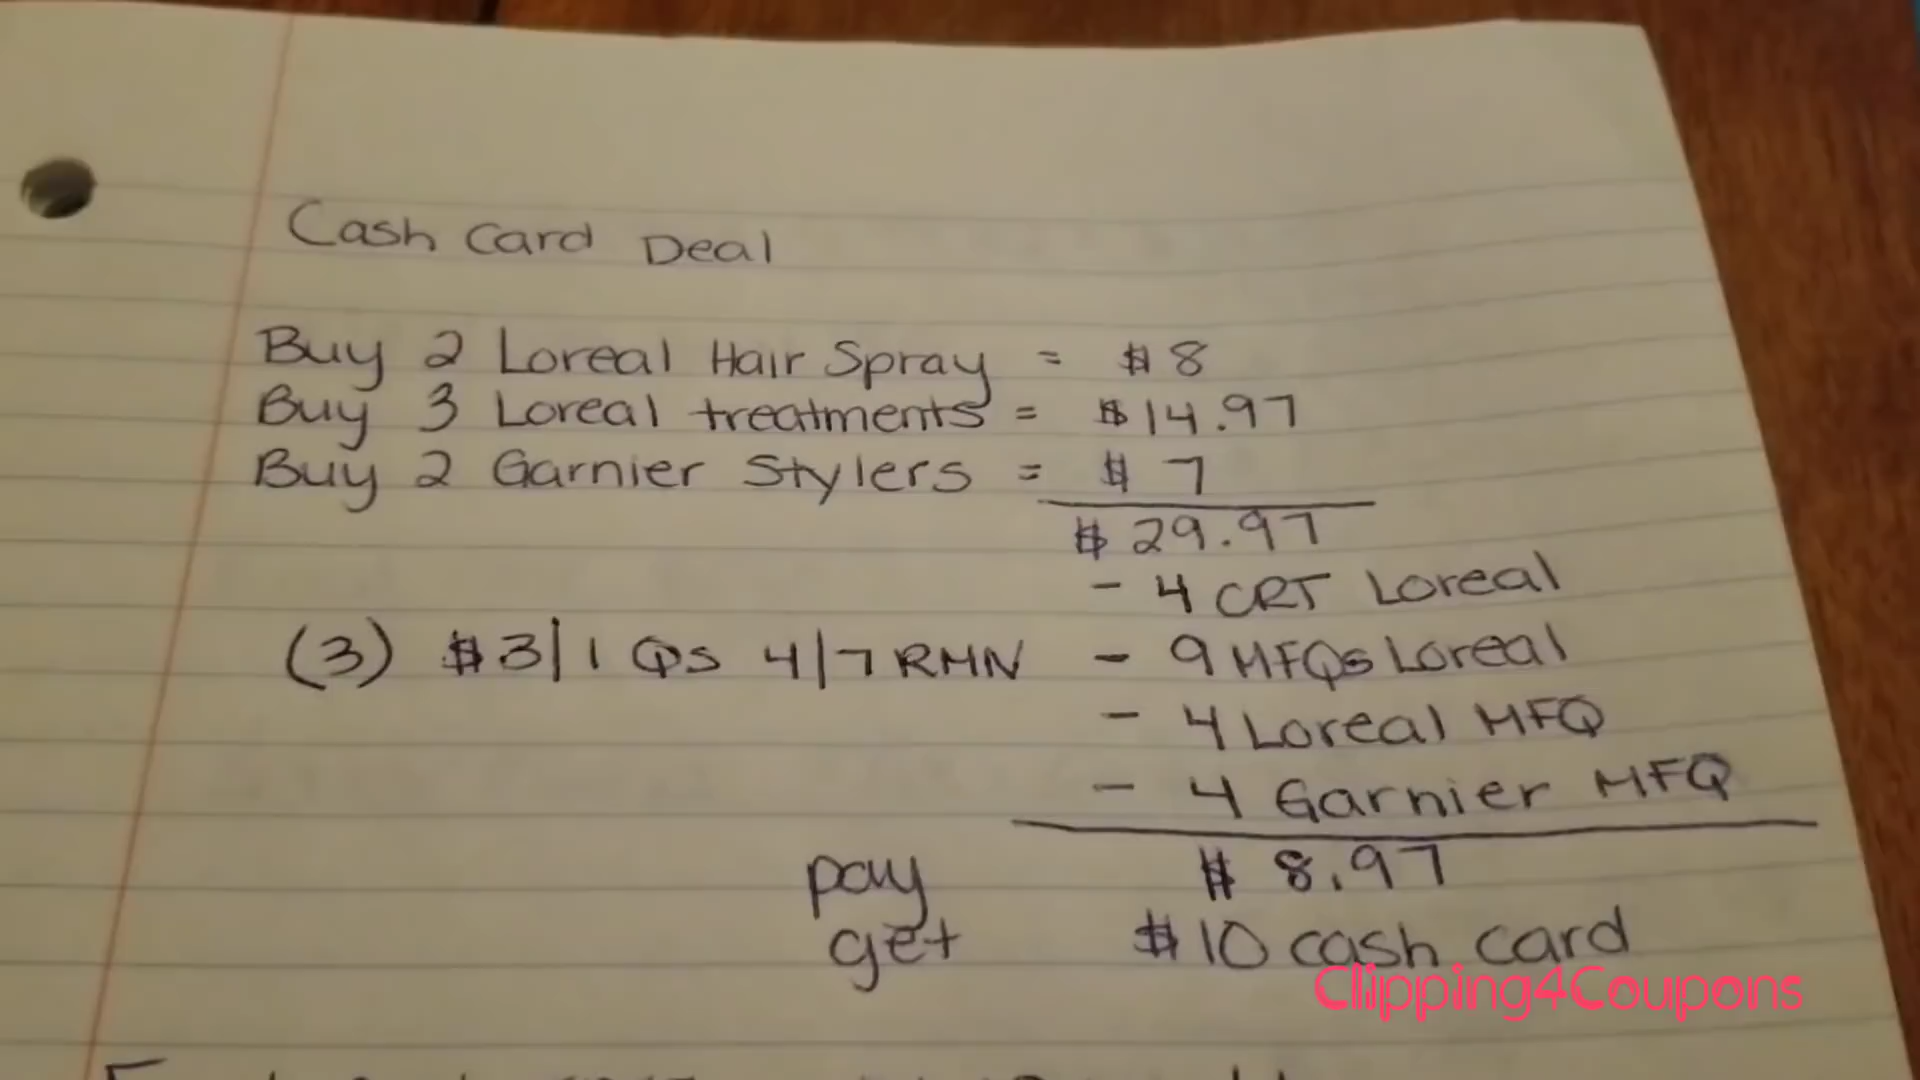 Cash Card Deal
Buy 2 Loreal Hair Spray = $8
Buy 3 Loreal treatments = $14.97
Buy 2 Garnier Stylers = $7
$29.97
- 4 CRT Loreal
(3) $3/1 Qs 4/7 RMN - 9 MFQs Loreal
- 4 Loreal MFQ
- 4 Garnier MFQ
pay $8.97
get $10 cash card
Clipping4Coupons